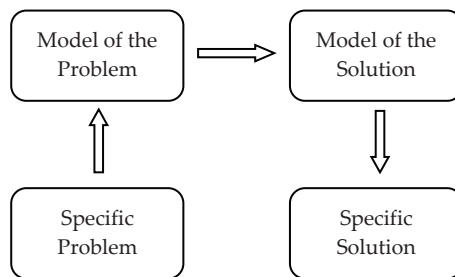 Model of the
Problem
Model of the
Solution
Specific
Problem
Specific
Solution